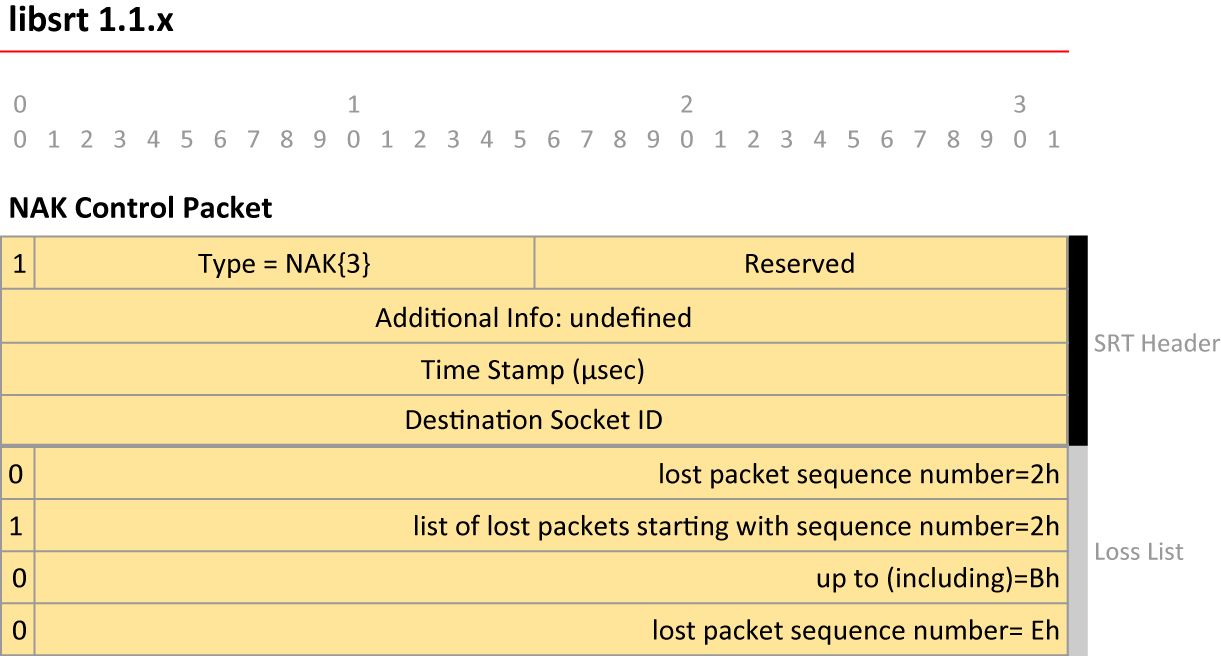 libsrt 1.1.x
0 1 2 3
0 1 2 3 4 5 6 7 8 9 0 1 2 3 4 5 6 7 8 9 0 1 2 3 4 5 6 7 8 9 0 1
NAK Control Packet
1 Type = NAK{3} Reserved
Additional Info: undefined
SRT Header
Time Stamp (µsec)
Destination Socket ID
0 lost packet sequence number=2h
1 list of lost packets starting with sequence number=2h
Loss List
0 up to (including)=Bh
0 lost packet sequence number= Eh